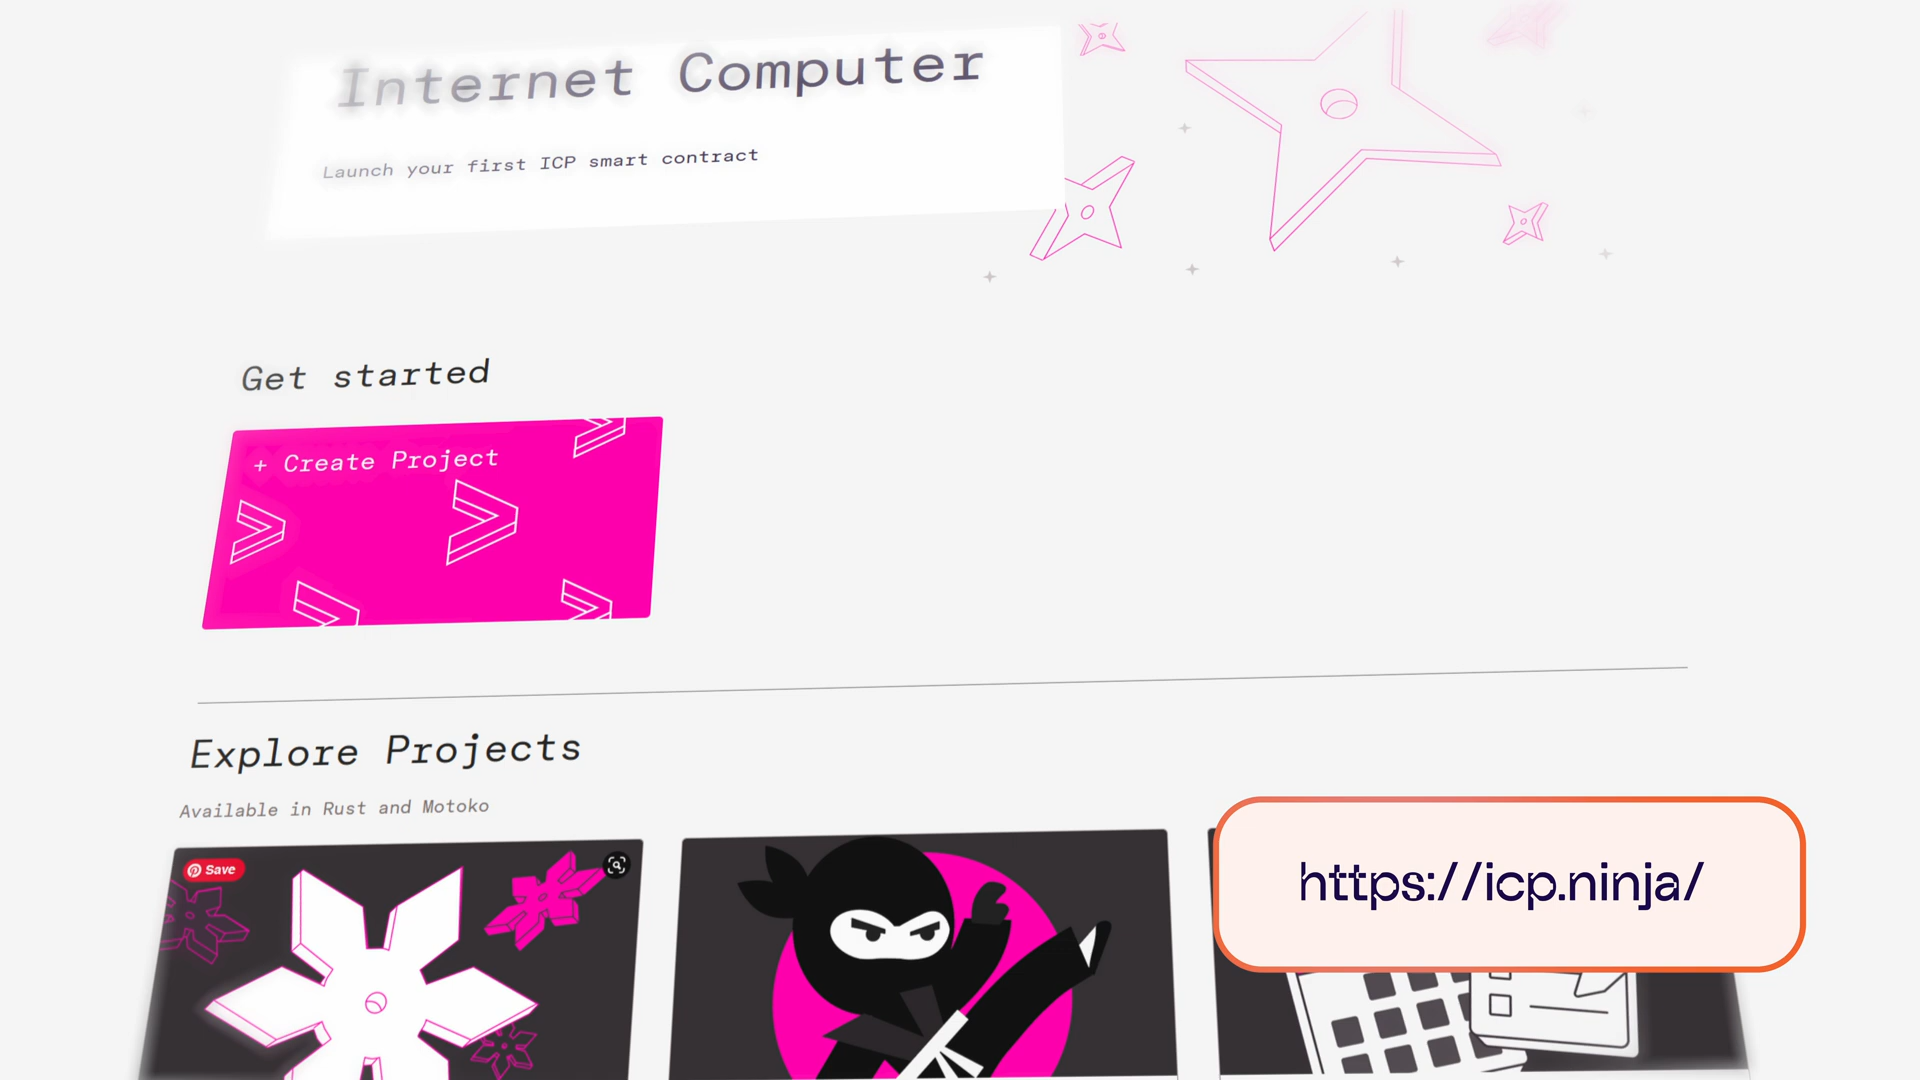 Internet Computer
Launch your first ICP smart contract
Get started
+ Create Project
Explore Projects
Available in Rust and Motoko
Save
https://icp.ninja/